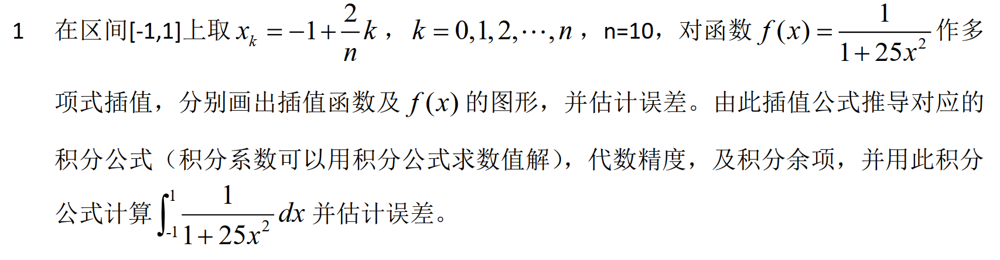 1 在区间[-1,1]上取 $x_k = -1 + \frac{2}{n}k$ ， $k = 0,1,2,\cdots,n$ ，n=10，对函数 $f(x) = \frac{1}{1+25x^2}$ 作多
项式插值，分别画出插值函数及 $f(x)$ 的图形，并估计误差。由此插值公式推导对应的
积分公式（积分系数可以用积分公式求数值解），代数精度，及积分余项，并用此积分
公式计算 $\int_{-1}^{1} \frac{1}{1+25x^2} dx$ 并估计误差。